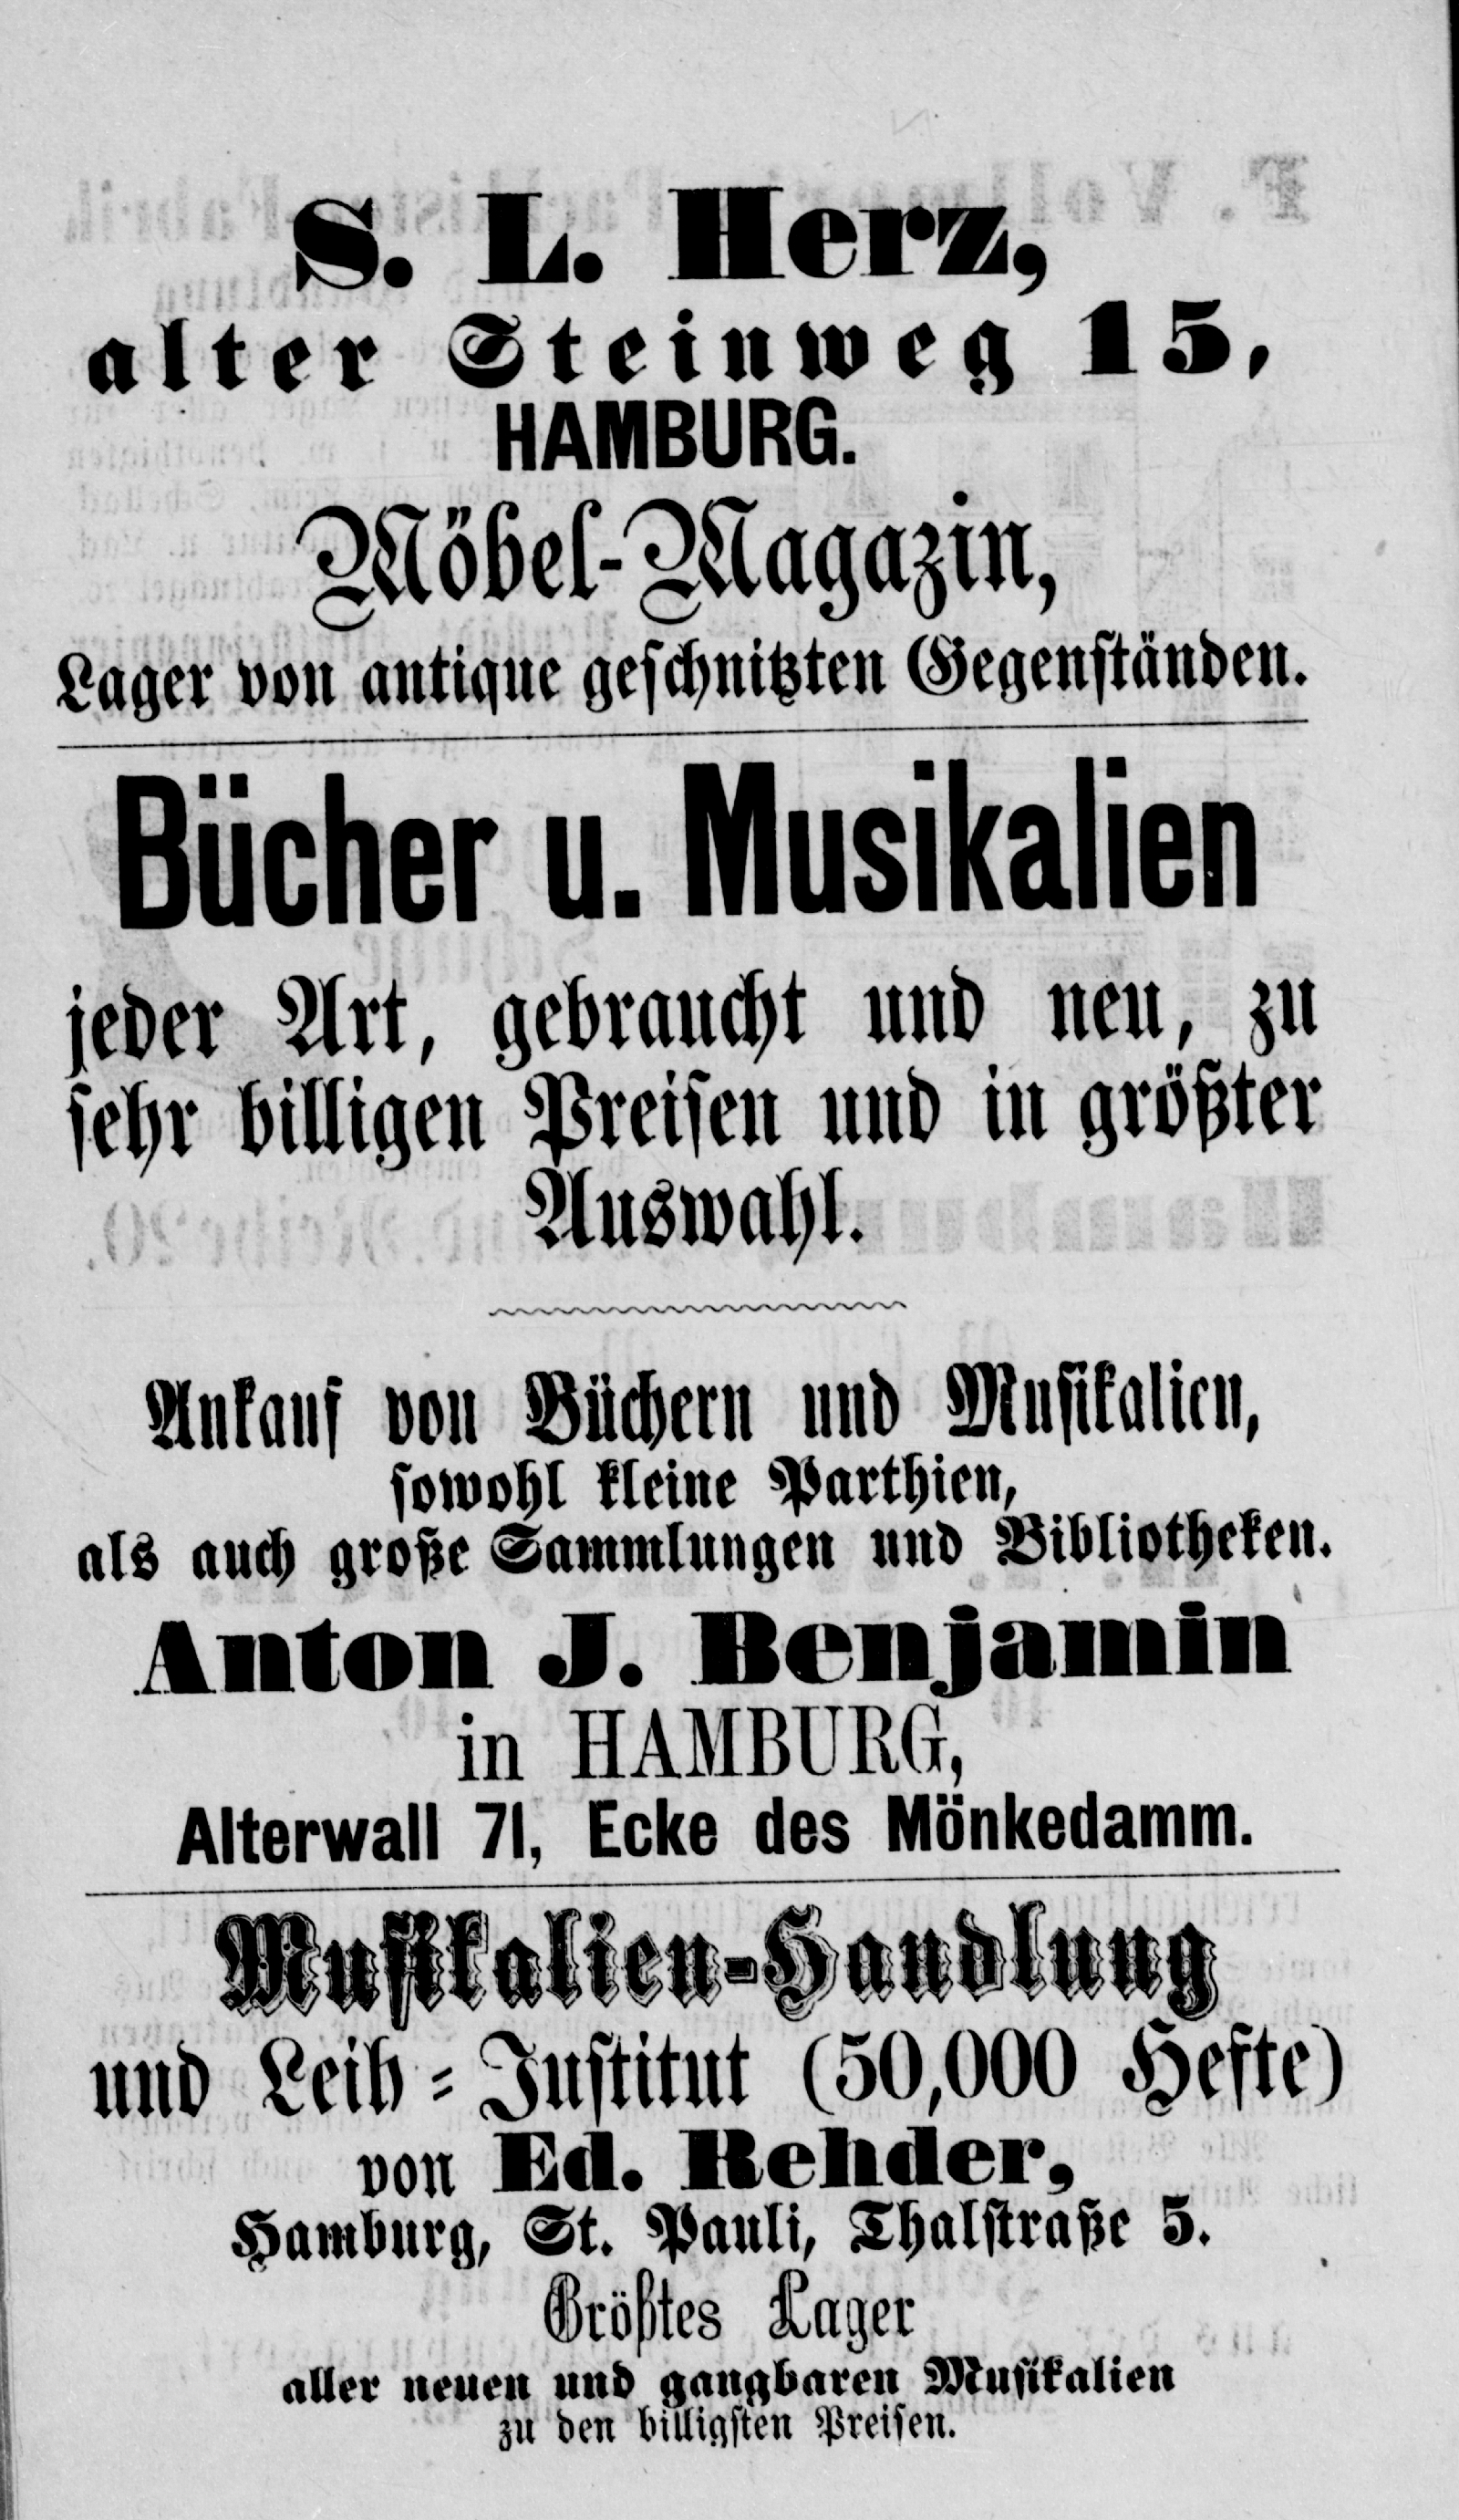 S. L. Herz,
alter Steinweg 15,
HAMBURG.
Möbel-Magazin,
Lager von antique geschnitzten Gegenständen.
Bücher u. Musikalien
jeder Art, gebraucht und neu, zu
sehr billigen Preisen und in größter
Auswahl.
Ankauf von Büchern und Musikalien,
sowohl kleine Parthien,
als auch große Sammlungen und Bibliotheken.
Anton J. Benjamin
in HAMBURG,
Alterwall 71, Ecke des Mönkedamm.
Musikalien-Handlung
und Leih-Institut (50,000 Hefte)
von Ed. Rehder,
Hamburg, St. Pauli, Thalstraße 5.
Größtes Lager
aller neuen und gangbaren Musikalien
zu den billigsten Preisen.